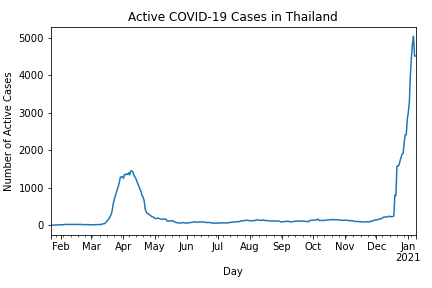 Active COVID-19 Cases in Thailand
Number of Active Cases
5000
4000
3000
2000
1000
0
Feb Mar Apr May Jun Jul Aug Sep Oct Nov Dec Jan
2021
Day